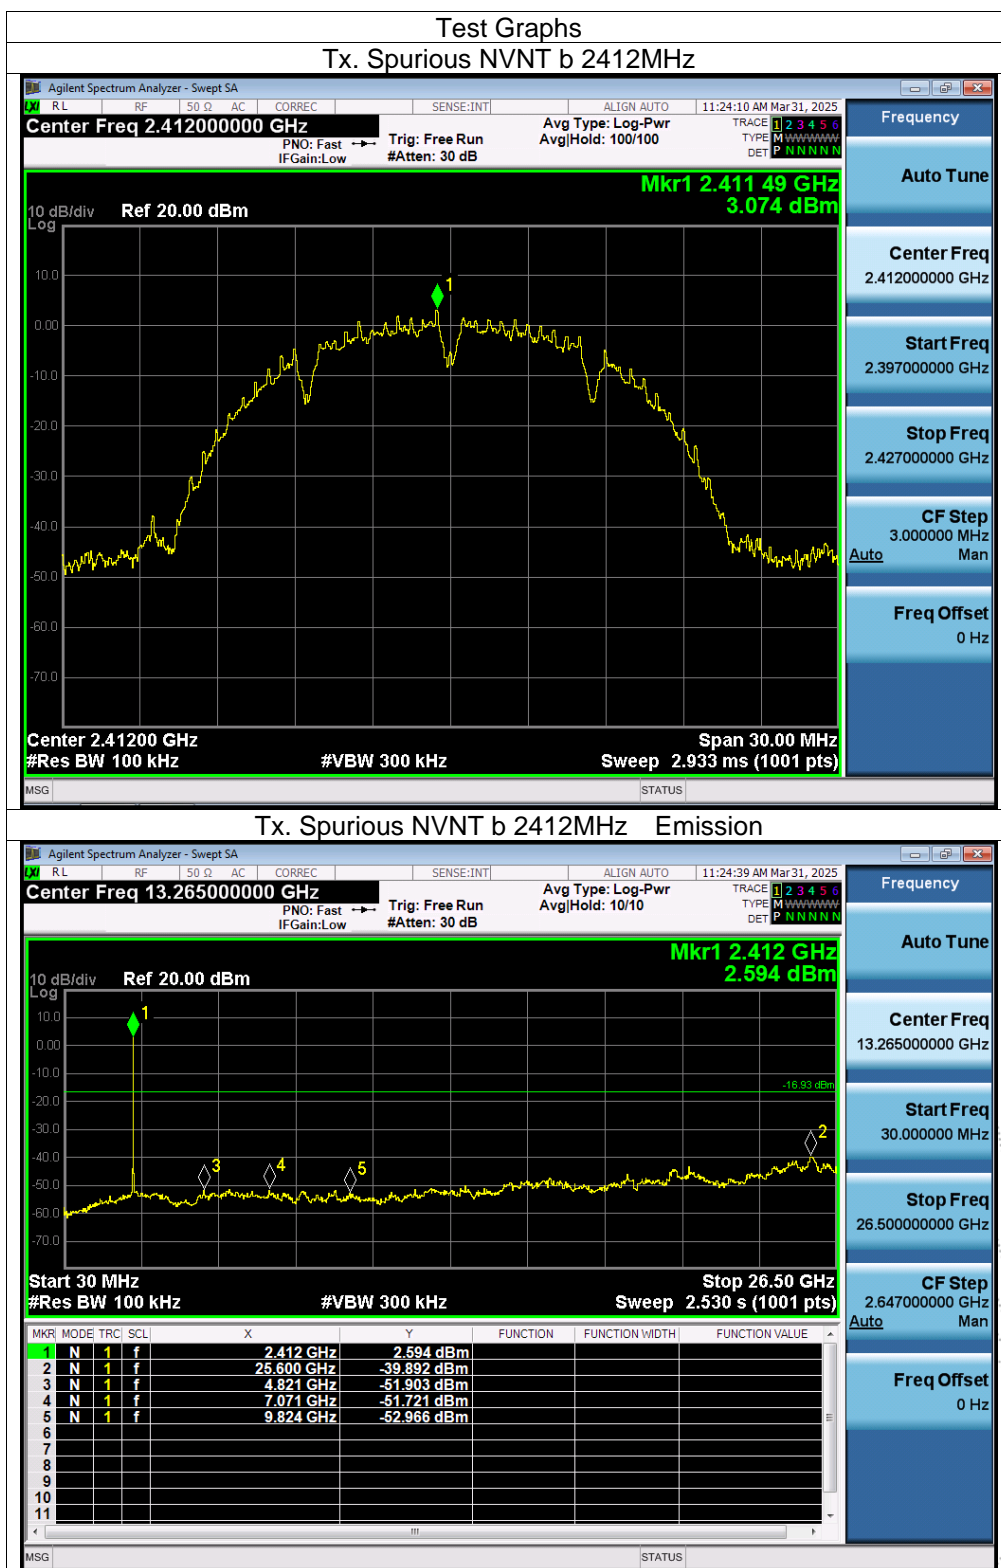 Test Graphs
Tx. Spurious NVNT b 2412MHz
Agilent Spectrum Analyzer - Swept SA
LXI RL RF 50 Ω AC CORREC SENSE:INT ALIGN AUTO 11:24:10 AM Mar 31, 2025
Center Freq 2.412000000 GHz
PNO: Fast
IFGain:Low
Trig: Free Run
#Atten: 30 dB
Avg Type: Log-Pwr
Avg|Hold: 100/100
TRACE 1 2 3 4 5 6
TYPE M WWWWW
DET P N N N N N
Frequency
Mkr1 2.411 49 GHz
3.074 dBm
10 dB/div
Log
Ref 20.00 dBm
10.0
0.00
-10.0
-20.0
-30.0
-40.0
-50.0
-60.0
-70.0
1
Center 2.41200 GHz
Span 30.00 MHz
#Res BW 100 kHz
#VBW 300 kHz
Sweep 2.933 ms (1001 pts)
Auto Tune
Center Freq
2.412000000 GHz
Start Freq
2.397000000 GHz
Stop Freq
2.427000000 GHz
CF Step
3.000000 MHz
Auto Man
Freq Offset
0 Hz
MSG STATUS
Tx. Spurious NVNT b 2412MHz Emission
Agilent Spectrum Analyzer - Swept SA
LXI RL RF 50 Ω AC CORREC SENSE:INT ALIGN AUTO 11:24:39 AM Mar 31, 2025
Center Freq 13.265000000 GHz
PNO: Fast
IFGain:Low
Trig: Free Run
#Atten: 30 dB
Avg Type: Log-Pwr
Avg|Hold: 10/10
TRACE 1 2 3 4 5 6
TYPE M WWWWW
DET P N N N N N
Frequency
Mkr1 2.412 GHz
2.594 dBm
10 dB/div
Log
Ref 20.00 dBm
10.0
0.00
-10.0
-20.0
-30.0
-40.0
-50.0
-60.0
-70.0
1
-16.93 dBm
2
3
4
5
Start 30 MHz
Stop 26.50 GHz
#Res BW 100 kHz
#VBW 300 kHz
Sweep 2.530 s (1001 pts)
MKR MODE TRC SCL X Y FUNCTION FUNCTION WIDTH FUNCTION VALUE
1 N 1 f 2.412 GHz 2.594 dBm
2 N 1 f 25.600 GHz -39.892 dBm
3 N 1 f 4.821 GHz -51.903 dBm
4 N 1 f 7.071 GHz -51.721 dBm
5 N 1 f 9.824 GHz -52.966 dBm
6
7
8
9
10
11
Auto Tune
Center Freq
13.265000000 GHz
Start Freq
30.000000 MHz
Stop Freq
26.500000000 GHz
CF Step
2.647000000 GHz
Auto Man
Freq Offset
0 Hz
MSG STATUS